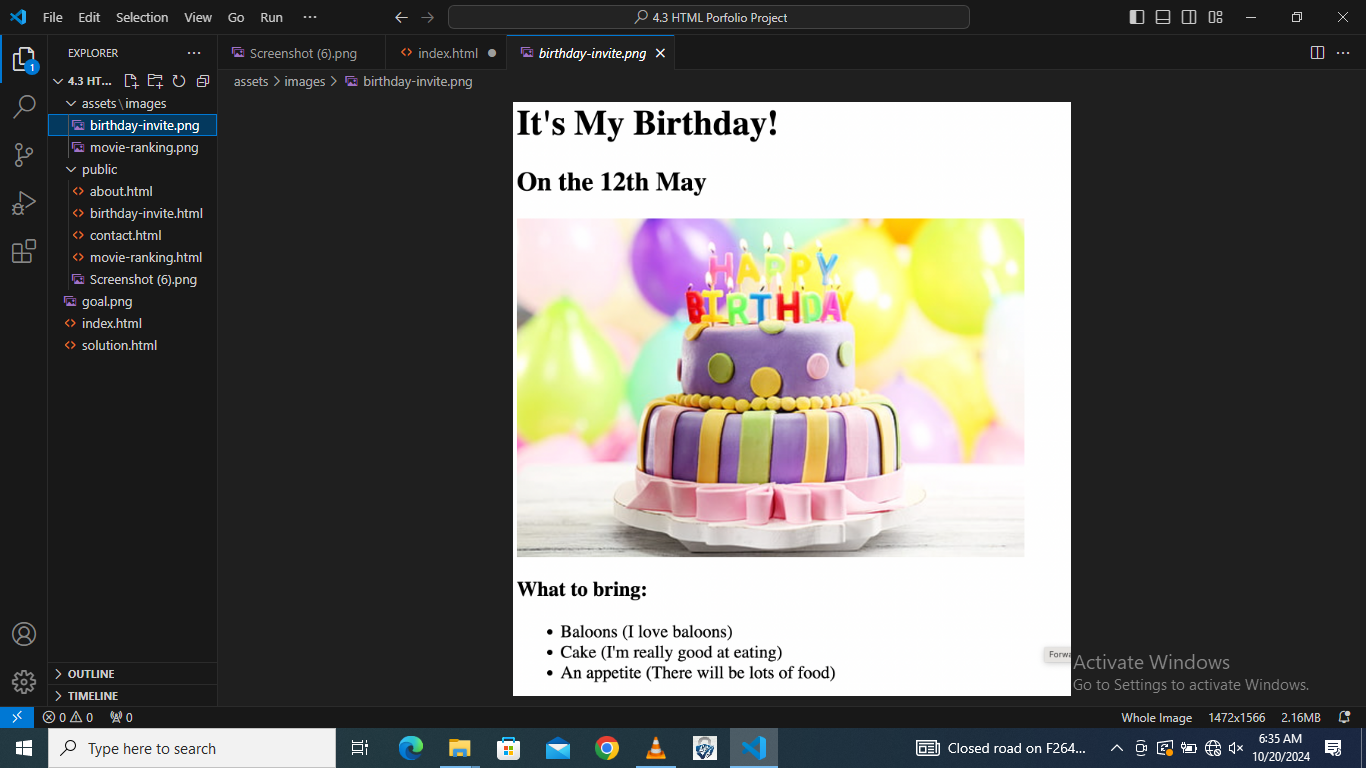 File Edit Selection View Go Run ···
4.3 HTML Porfolio Project
EXPLORER
1
4.3 HT...
assets\images
birthday-invite.png
movie-ranking.png
public
about.html
birthday-invite.html
contact.html
movie-ranking.html
Screenshot (6).png
goal.png
index.html
solution.html
OUTLINE
TIMELINE
Screenshot (6).png
index.html
birthday-invite.png
assets > images > birthday-invite.png
It's My Birthday!
On the 12th May
HAPPY
BIRTHDAY
What to bring:
• Baloons (I love baloons)
• Cake (I'm really good at eating)
• An appetite (There will be lots of food)
Activate Windows
Go to Settings to activate Windows.
0 0 0
Whole Image 1472x1566 2.16MB
Type here to search
Closed road on F264...
6:35 AM
10/20/2024